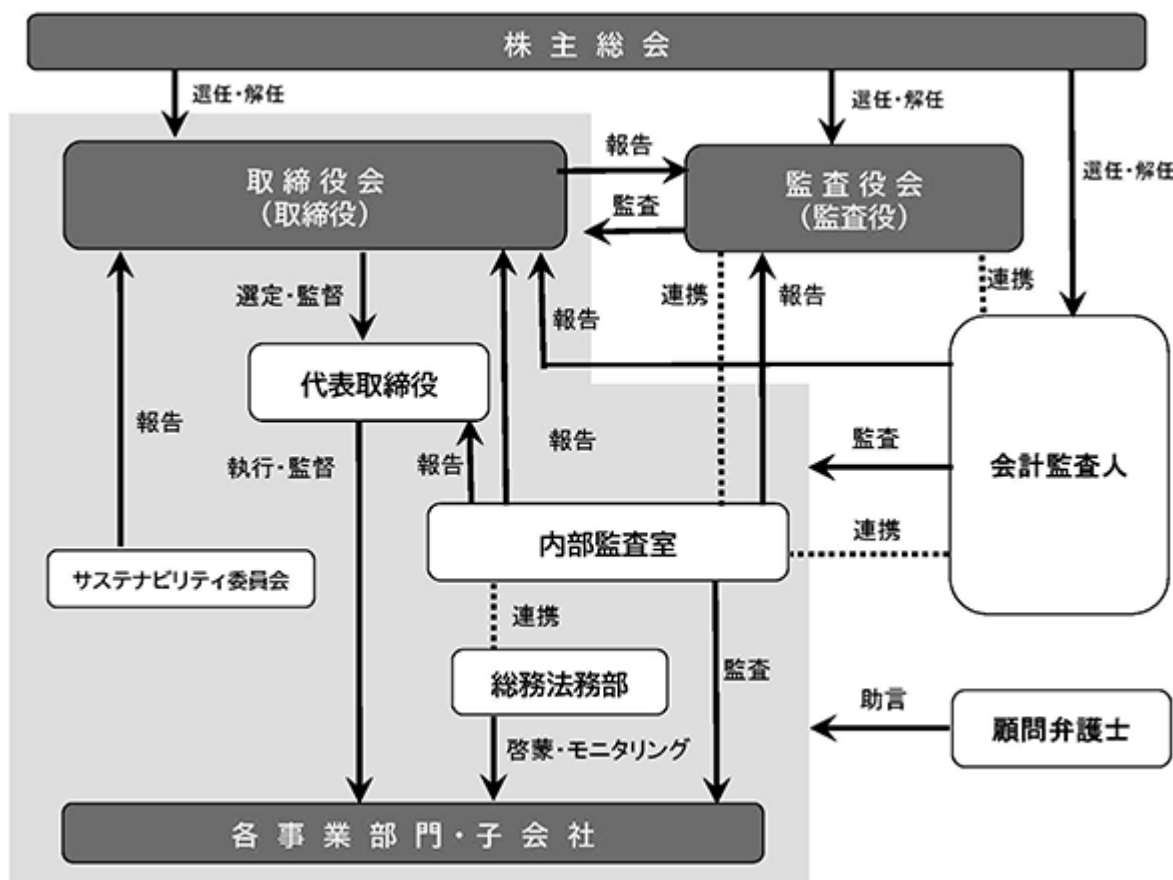 株主総会
選任・解任
選任・解任
選任・解任
取締役会
（取締役）
報告
監査
監査役会
（監査役）
選定・監督
報告
連携
報告
連携
代表取締役
報告
執行・監督
報告
報告
監査
会計監査人
内部監査室
連携
サステナビリティ委員会
連携
総務法務部
監査
助言
顧問弁護士
啓蒙・モニタリング
各事業部門・子会社